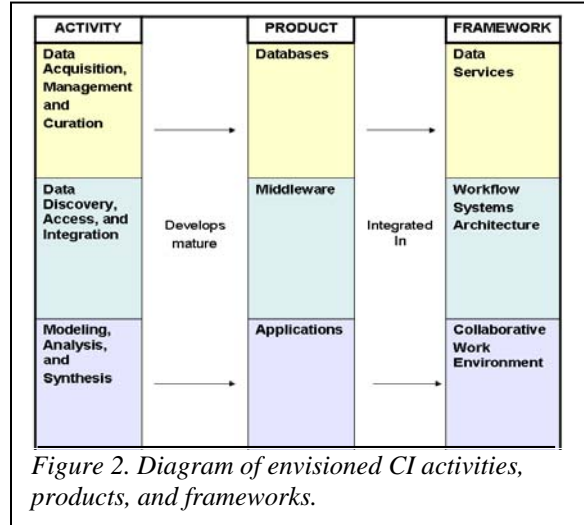 ACTIVITY
PRODUCT
FRAMEWORK
Data
Acquisition,
Management
and
Curation
Databases
Data
Services
Data
Discovery,
Access, and
Integration
Develops
mature
Middleware
Integrated
In
Workflow
Systems
Architecture
Modeling,
Analysis,
and
Synthesis
Applications
Collaborative
Work
Environment
Figure 2. Diagram of envisioned CI activities,
products, and frameworks.